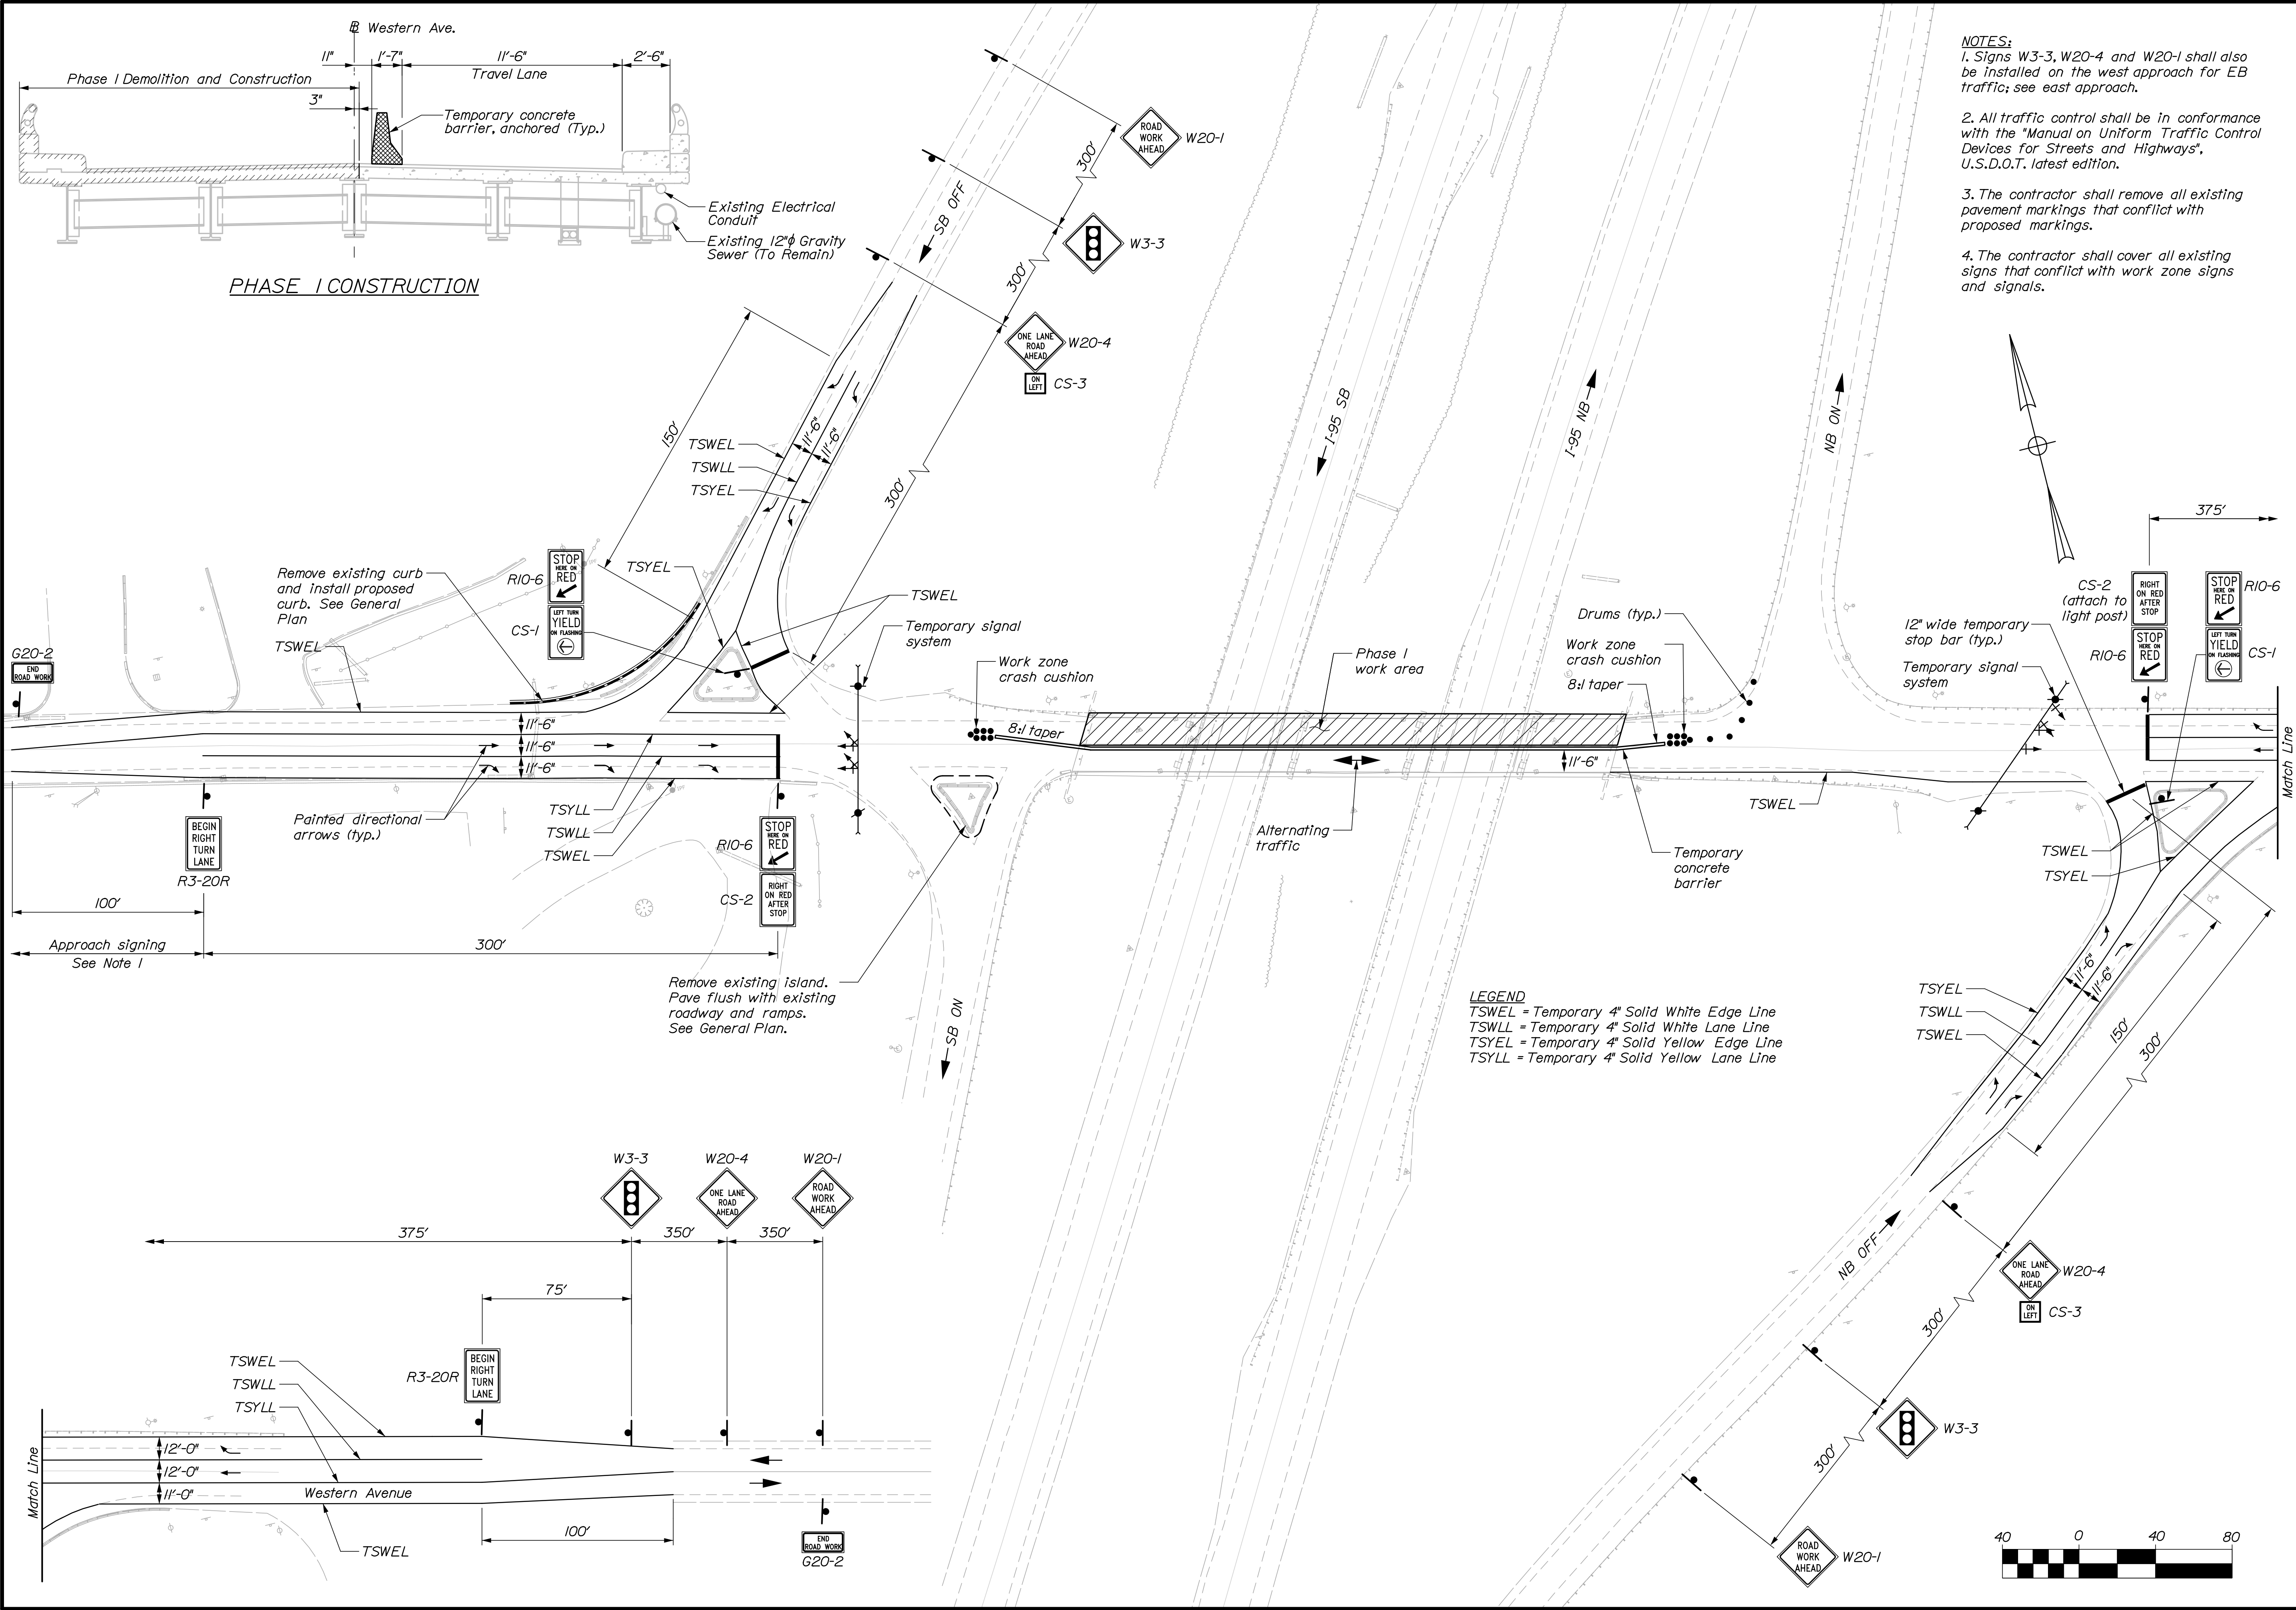 ℄ Western Ave.
11"
1'-7"
11'-6"
2'-6"
Phase 1 Demolition and Construction
Travel Lane
3"
Temporary concrete
barrier, anchored (Typ.)
Existing Electrical
Conduit
Existing 12"ϕ Gravity
Sewer (To Remain)
PHASE 1 CONSTRUCTION
ROAD
WORK
AHEAD
W20-1
300'
W3-3
300'
ONE LANE
ROAD
AHEAD
W20-4
ON
LEFT
CS-3
SB OFF
150'
300'
TSWEL
TSWLL
TSYEL
11'-6"
11'-6"
I-95 SB
I-95 NB
NB ON
NOTES:
1. Signs W3-3, W20-4 and W20-1 shall also
be installed on the west approach for EB
traffic; see east approach.
2. All traffic control shall be in conformance
with the "Manual on Uniform Traffic Control
Devices for Streets and Highways",
U.S.D.O.T. latest edition.
3. The contractor shall remove all existing
pavement markings that conflict with
proposed markings.
4. The contractor shall cover all existing
signs that conflict with work zone signs
and signals.
375'
Remove existing curb
and install proposed
curb. See General
Plan
TSWEL
G20-2
END
ROAD WORK
R10-6
STOP
HERE ON
RED
CS-1
LEFT TURN
YIELD
ON FLASHING
TSYEL
TSWEL
Temporary signal
system
Work zone
crash cushion
8:1 taper
Phase 1
work area
Drums (typ.)
Work zone
crash cushion
8:1 taper
12" wide temporary
stop bar (typ.)
Temporary signal
system
CS-2
(attach to
light post)
RIGHT
ON RED
AFTER
STOP
R10-6
STOP
HERE ON
RED
STOP
HERE ON
RED
R10-6
LEFT TURN
YIELD
ON FLASHING
CS-1
Match Line
11'-6"
11'-6"
11'-6"
TSYLL
TSWLL
TSWEL
Painted directional
arrows (typ.)
BEGIN
RIGHT
TURN
LANE
R3-20R
100'
Approach signing
See Note 1
300'
R10-6
STOP
HERE ON
RED
CS-2
RIGHT
ON RED
AFTER
STOP
Remove existing island.
Pave flush with existing
roadway and ramps.
See General Plan.
SB ON
Alternating
traffic
11'-6"
Temporary
concrete
barrier
TSWEL
TSWEL
TSYEL
TSYEL
TSWLL
TSWEL
11'-6"
11'-6"
150'
300'
LEGEND
TSWEL = Temporary 4" Solid White Edge Line
TSWLL = Temporary 4" Solid White Lane Line
TSYEL = Temporary 4" Solid Yellow Edge Line
TSYLL = Temporary 4" Solid Yellow Lane Line
NB OFF
ONE LANE
ROAD
AHEAD
W20-4
ON
LEFT
CS-3
300'
W3-3
300'
ROAD
WORK
AHEAD
W20-1
W3-3
W20-4
W20-1
ONE LANE
ROAD
AHEAD
ROAD
WORK
AHEAD
375'
350'
350'
75'
R3-20R
BEGIN
RIGHT
TURN
LANE
TSWEL
TSWLL
TSYLL
Match Line
12'-0"
12'-0"
11'-0"
Western Avenue
TSWEL
100'
END
ROAD WORK
G20-2
40 0 40 80